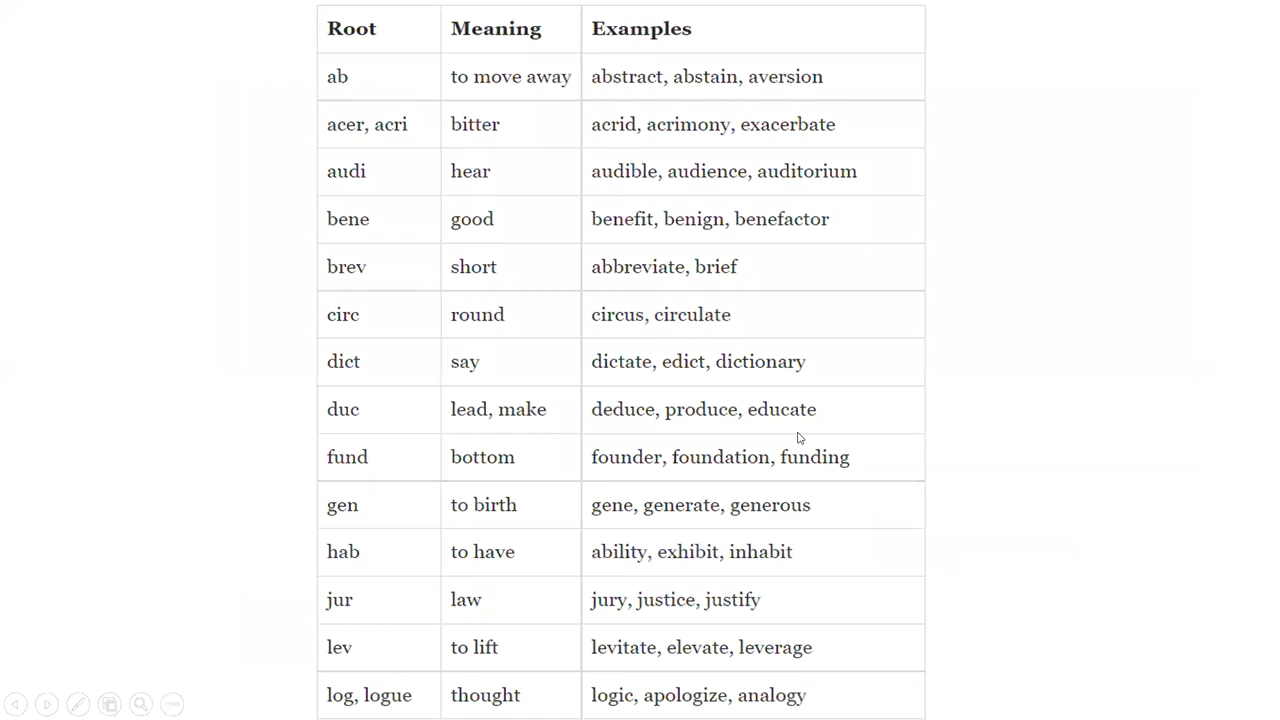 Root Meaning Examples
ab to move away abstract, abstain, aversion
acer, acri bitter acrid, acrimony, exacerbate
audi hear audible, audience, auditorium
bene good benefit, benign, benefactor
brev short abbreviate, brief
circ round circus, circulate
dict say dictate, edict, dictionary
duc lead, make deduce, produce, educate
fund bottom founder, foundation, funding
gen to birth gene, generate, generous
hab to have ability, exhibit, inhabit
jur law jury, justice, justify
lev to lift levitate, elevate, leverage
log, logue thought logic, apologize, analogy